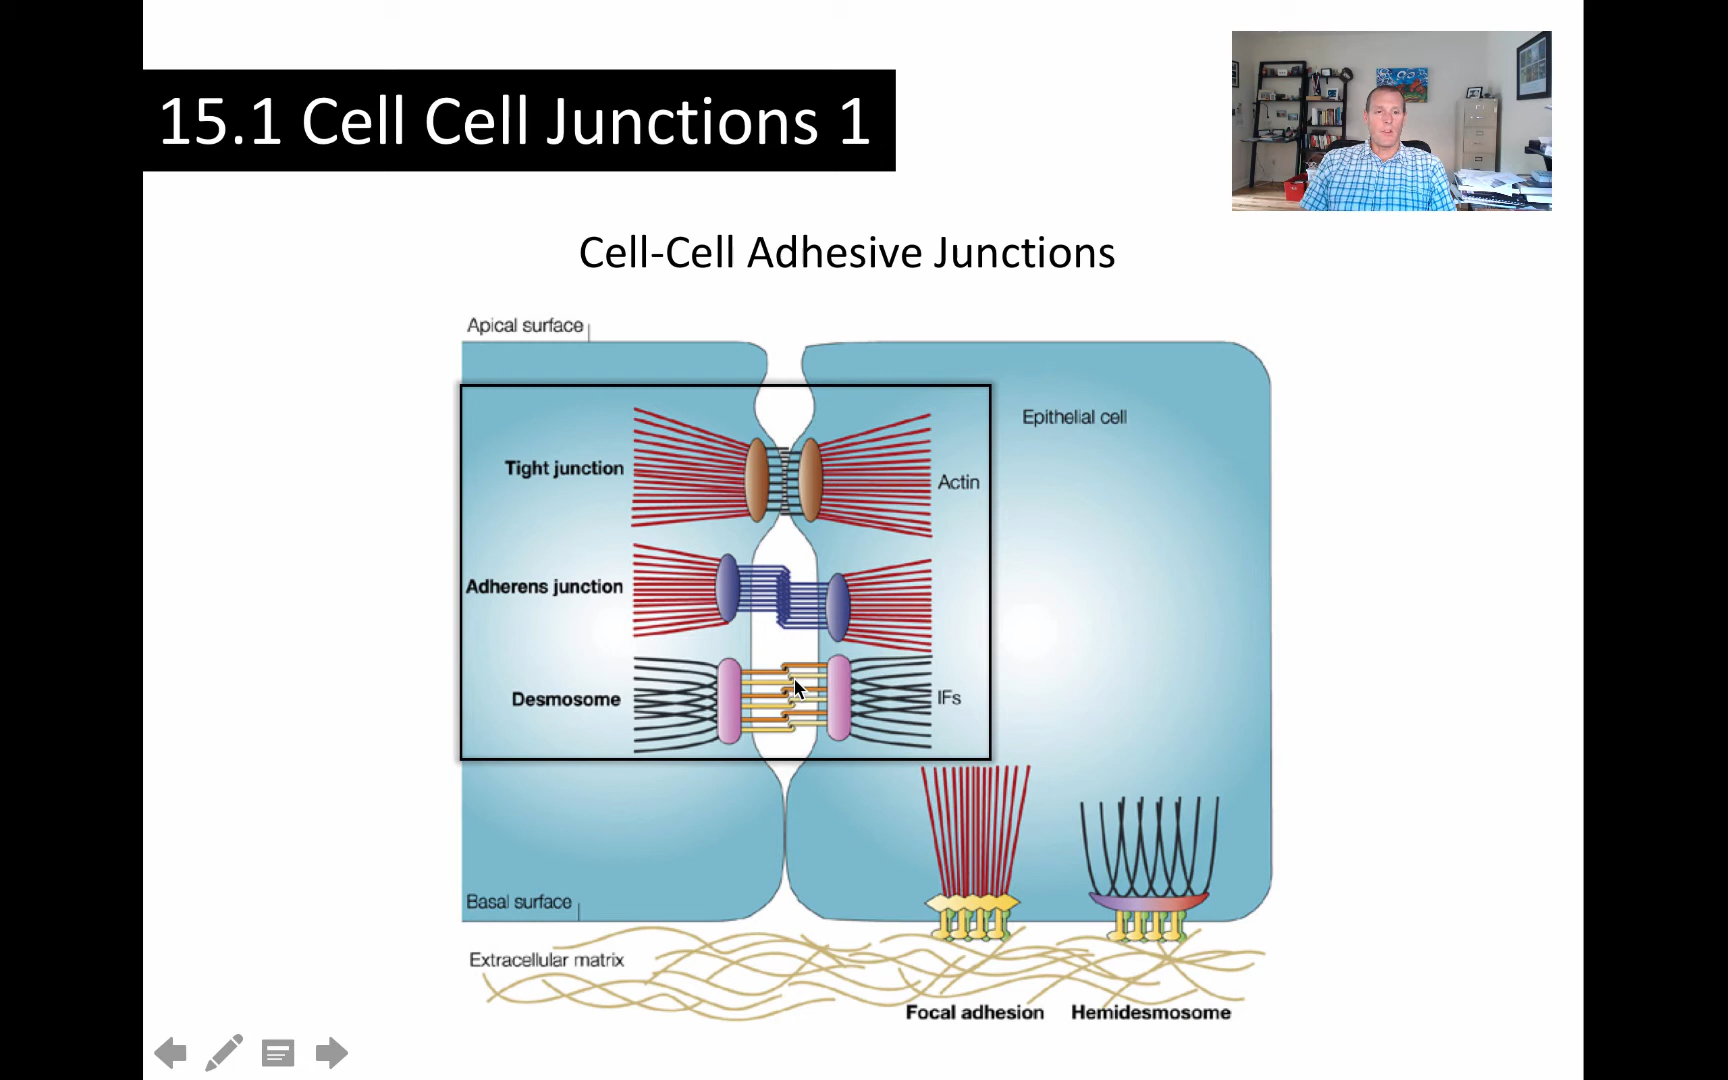 15.1 Cell Cell Junctions 1
Cell-Cell Adhesive Junctions
Apical surface
Epithelial cell
Tight junction
Actin
Adherens junction
Desmosome
IFs
Basal surface
Extracellular matrix
Focal adhesion
Hemidesmosome